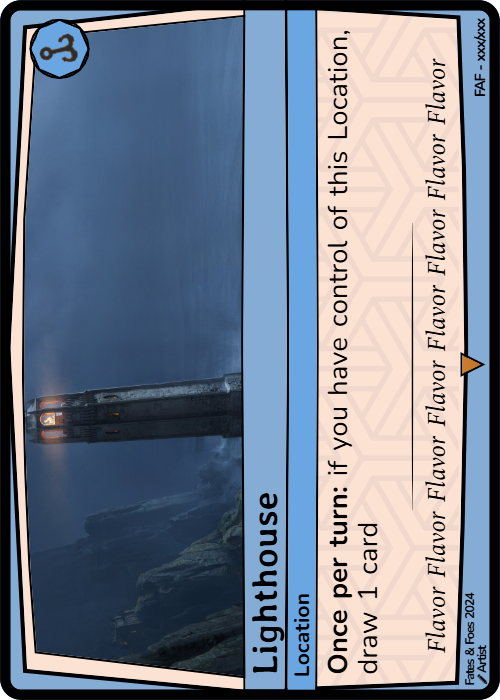 Lighthouse
Location
Once per turn: if you have control of this Location,
draw 1 card
Flavor Flavor Flavor Flavor Flavor Flavor Flavor Flavor
Fates & Foes 2024
Artist
FAF - xxx/xxx